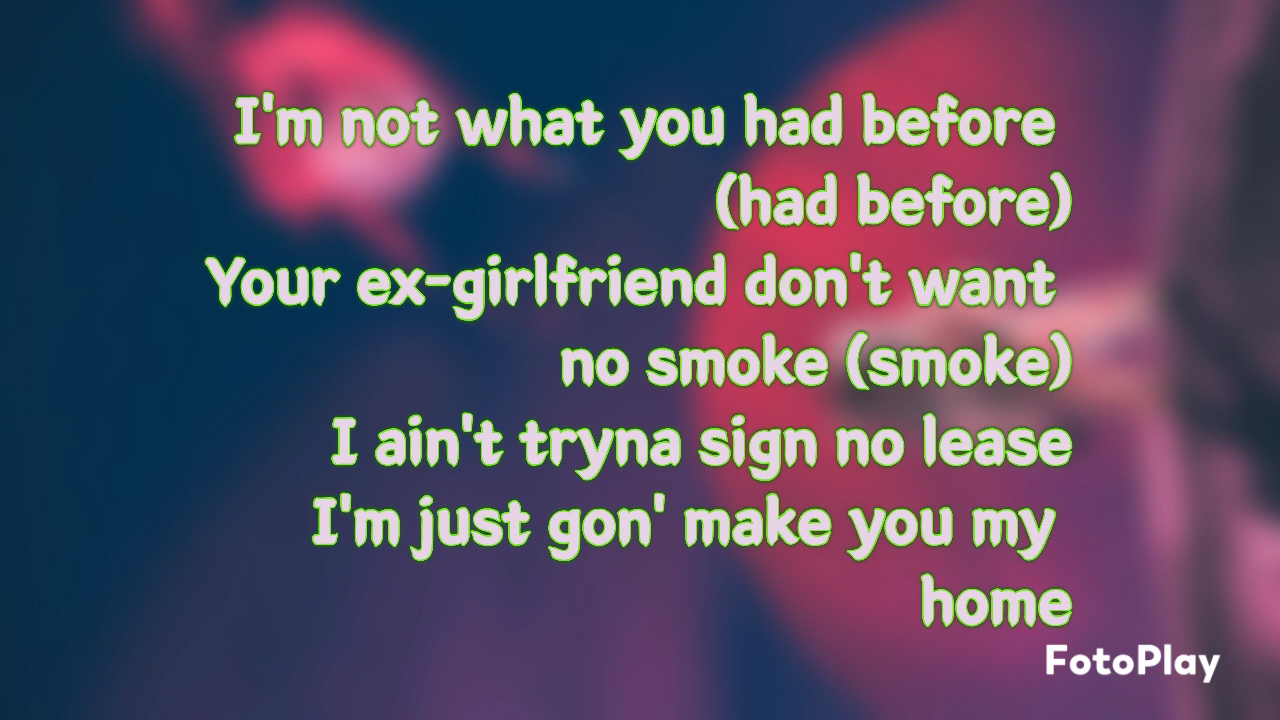 I'm not what you had before
(had before)
Your ex-girlfriend don't want
no smoke (smoke)
I ain't tryna sign no lease
I'm just gon' make you my
home
FotoPlay